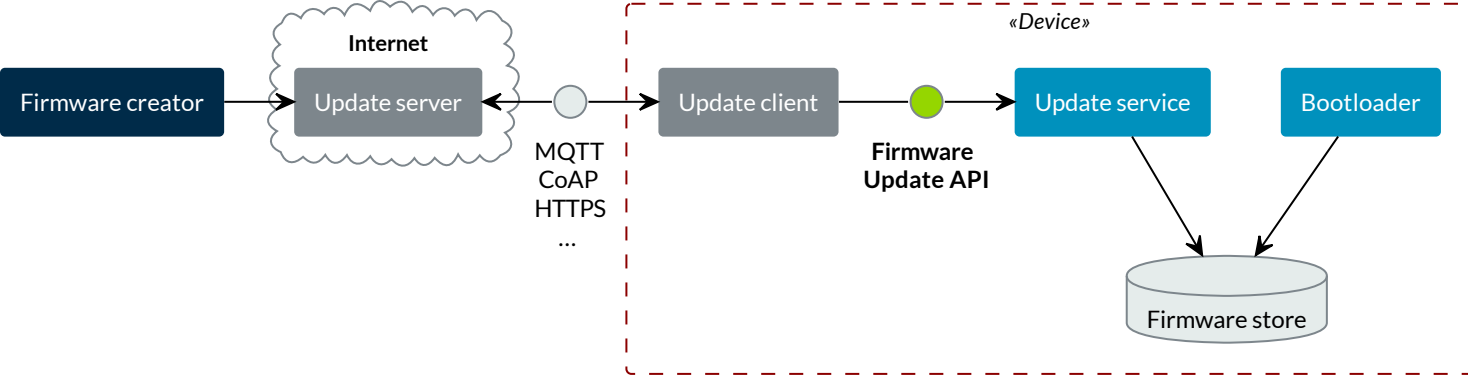 «Device»
Internet
Firmware creator
Update server
Update client
Update service
Bootloader
MQTT
CoAP
HTTPS
...
Firmware
Update API
Firmware store